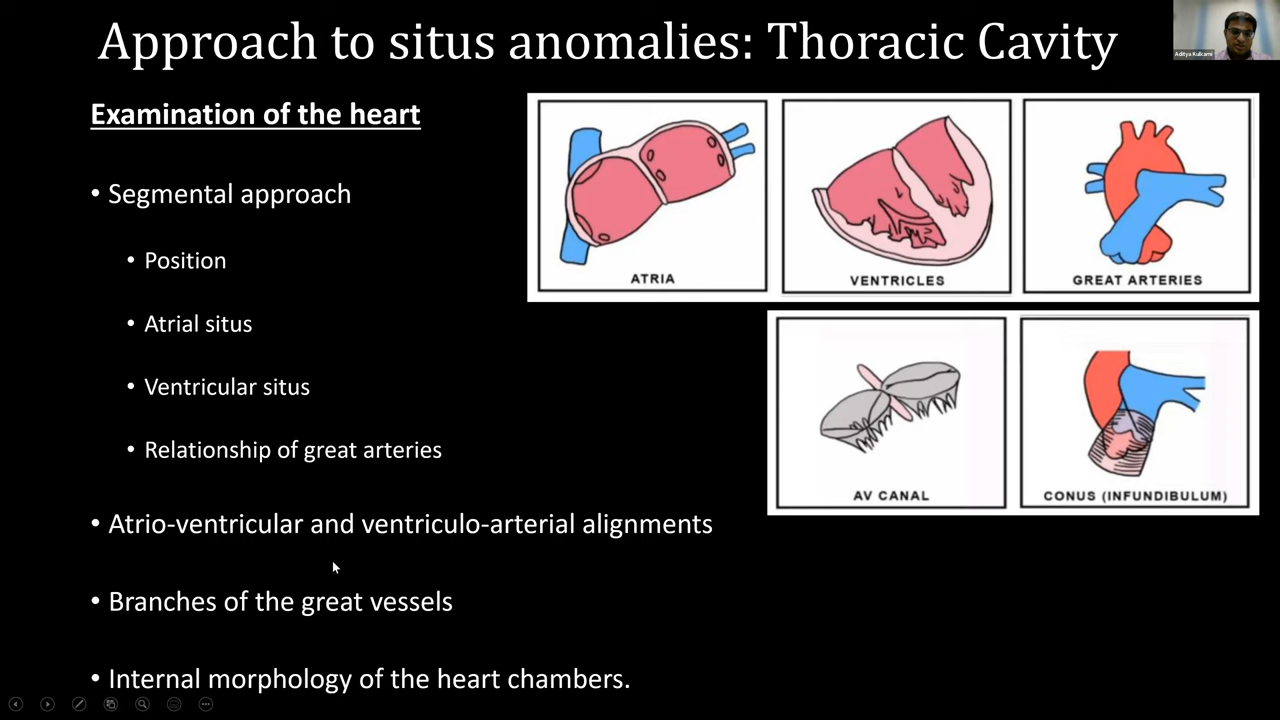 Approach to situs anomalies: Thoracic Cavity
Aditya Kulkarni
Examination of the heart
• Segmental approach
• Position
• Atrial situs
• Ventricular situs
• Relationship of great arteries
• Atrio-ventricular and ventriculo-arterial alignments
• Branches of the great vessels
• Internal morphology of the heart chambers.
ATRIA
VENTRICLES
GREAT ARTERIES
AV CANAL
CONUS (INFUNDIBULUM)